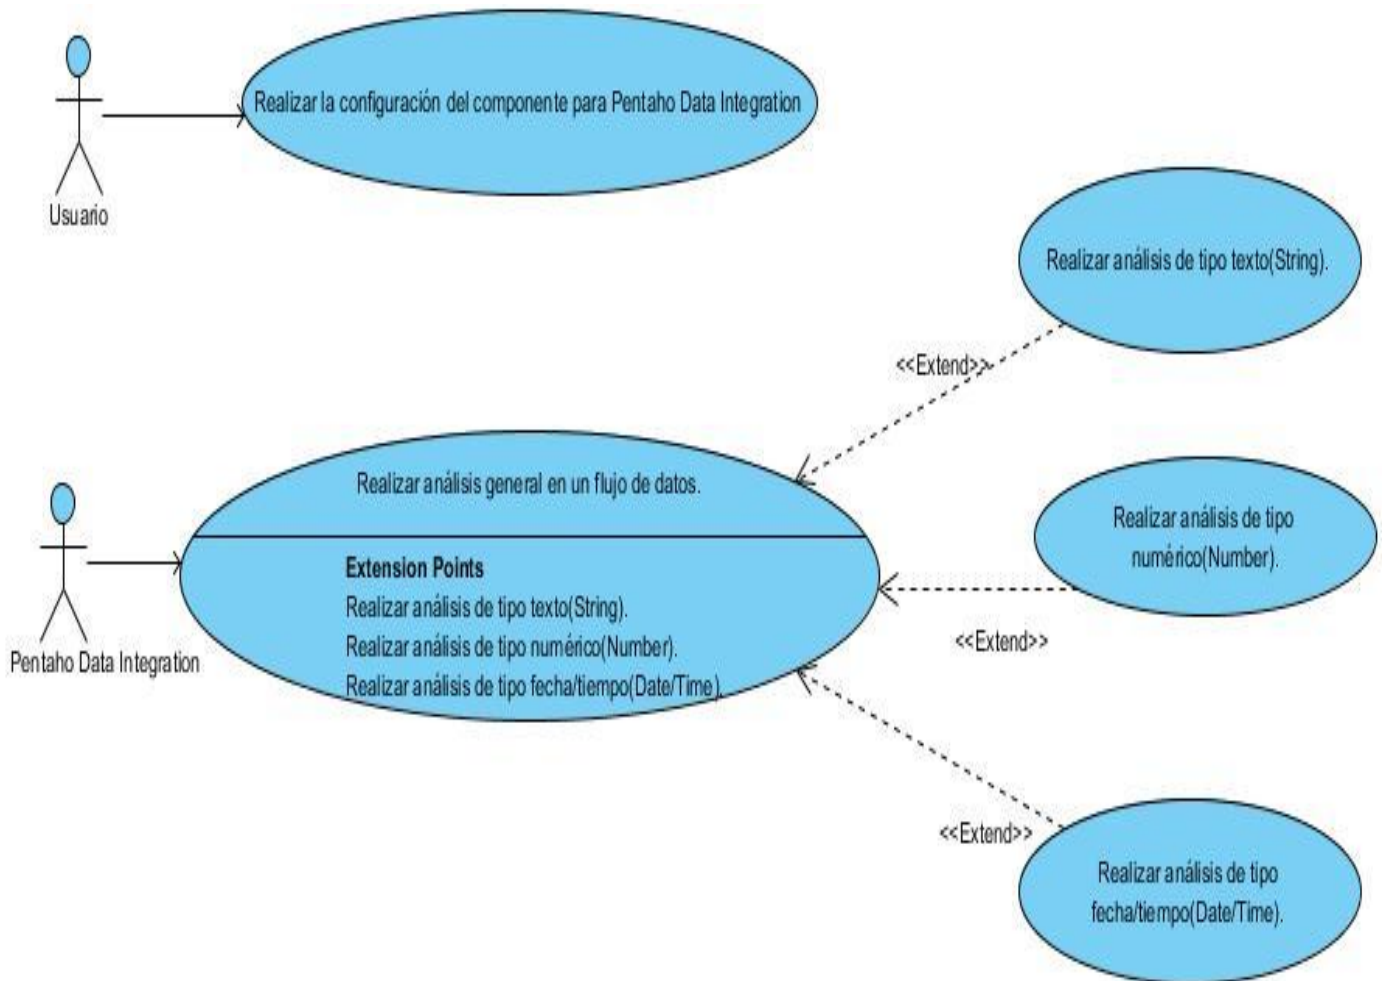 Realizar la configuración del componente para Pentaho Data Integration
Usuario
Realizar análisis de tipo texto(String).
<<Extend>>
Realizar análisis general en un flujo de datos.
Extension Points
Realizar análisis de tipo texto(String).
Realizar análisis de tipo numérico(Number).
Realizar análisis de tipo fecha/tiempo(Date/Time).
Pentaho Data Integration
Realizar análisis de tipo
numérico(Number).
<<Extend>>
<<Extend>>
Realizar análisis de tipo
fecha/tiempo(Date/Time).